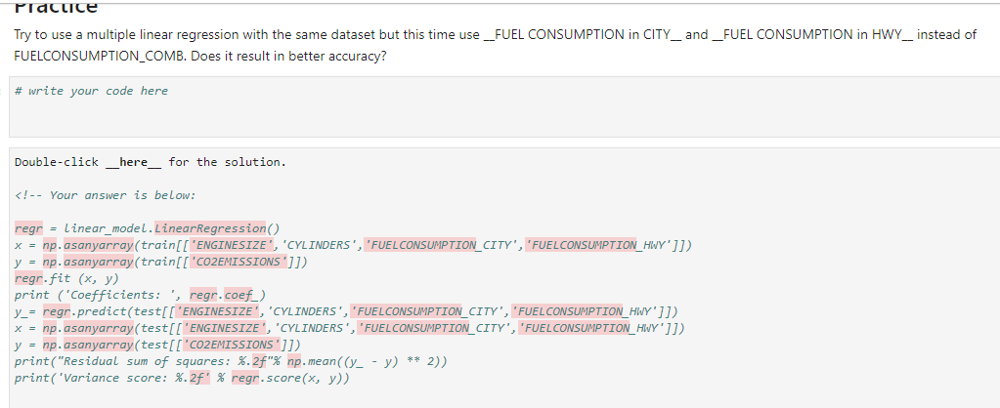 Practice
Try to use a multiple linear regression with the same dataset but this time use __FUEL CONSUMPTION in CITY__ and __FUEL CONSUMPTION in HWY__ instead of
FUELCONSUMPTION_COMB. Does it result in better accuracy?
# write your code here
Double-click __here__ for the solution.
<!-- Your answer is below:
regr = linear_model.LinearRegression()
x = np.asanyarray(train[['ENGINESIZE','CYLINDERS','FUELCONSUMPTION_CITY','FUELCONSUMPTION_HWY']])
y = np.asanyarray(train[['CO2EMISSIONS']])
regr.fit (x, y)
print ('Coefficients: ', regr.coef_)
y_= regr.predict(test[['ENGINESIZE','CYLINDERS','FUELCONSUMPTION_CITY','FUELCONSUMPTION_HWY']])
x = np.asanyarray(test[['ENGINESIZE','CYLINDERS','FUELCONSUMPTION_CITY','FUELCONSUMPTION_HWY']])
y = np.asanyarray(test[['CO2EMISSIONS']])
print("Residual sum of squares: %.2f"% np.mean((y_ - y) ** 2))
print('Variance score: %.2f' % regr.score(x, y))